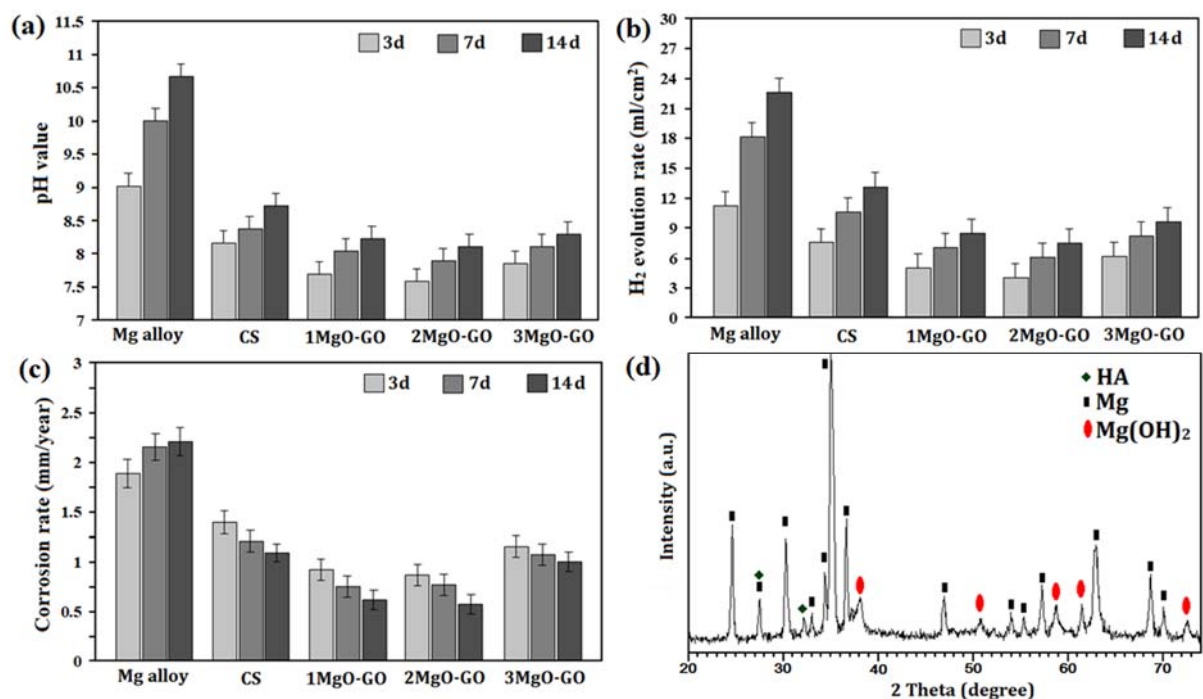 (a)
3d 7d 14d
11.5
11
10.5
10
9.5
9
8.5
8
7.5
7
pH value
Mg alloy CS 1MgO-GO 2MgO-GO 3MgO-GO
(b)
3d 7d 14d
30
27
24
21
18
15
12
9
6
3
0
H₂ evolution rate (ml/cm²)
Mg alloy CS 1MgO-GO 2MgO-GO 3MgO-GO
(c)
3d 7d 14d
3
2.5
2
1.5
1
0.5
0
Corrosion rate (mm/year)
Mg alloy CS 1MgO-GO 2MgO-GO 3MgO-GO
(d)
HA
Mg
Mg(OH)₂
Intensity (a.u.)
20 30 40 50 60 70
2 Theta (degree)